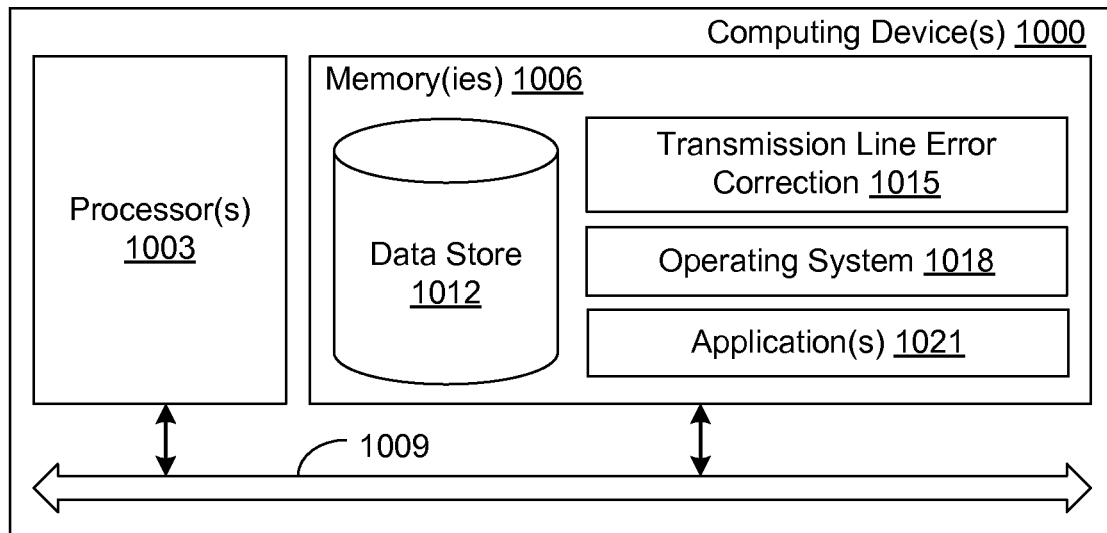 Computing Device(s) 1000
Memory(ies) 1006
Processor(s)
1003
Data Store
1012
Transmission Line Error
Correction 1015
Operating System 1018
Application(s) 1021
1009